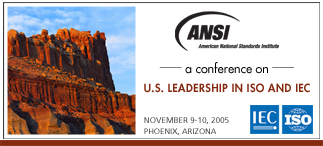 ANSI
American National Standards Institute
a conference on
U.S. LEADERSHIP IN ISO AND IEC
NOVEMBER 9-10, 2005
PHOENIX, ARIZONA
IEC ISO